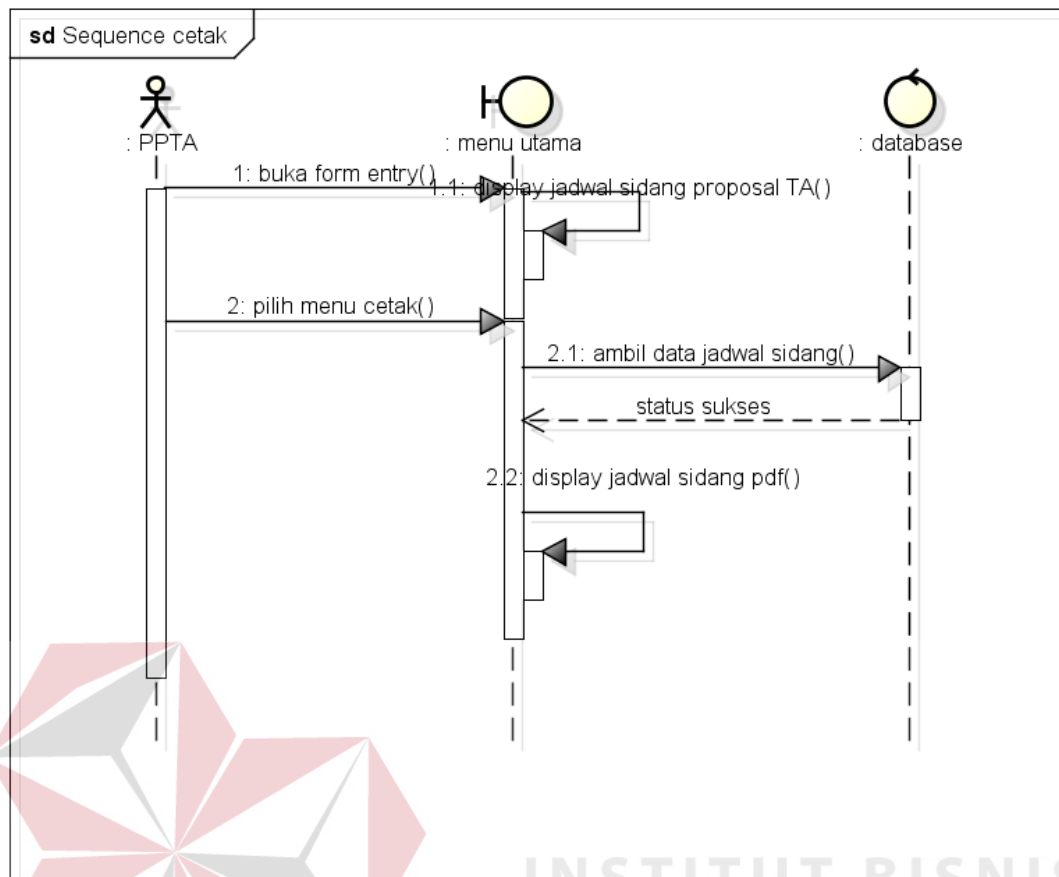 sd Sequence cetak
: PPTA
: menu utama
: database
1: buka form entry()
1.1: display jadwal sidang proposal TA()
2: pilih menu cetak()
2.1: ambil data jadwal sidang()
status sukses
2.2: display jadwal sidang pdf()
INSTITUT BISNIS